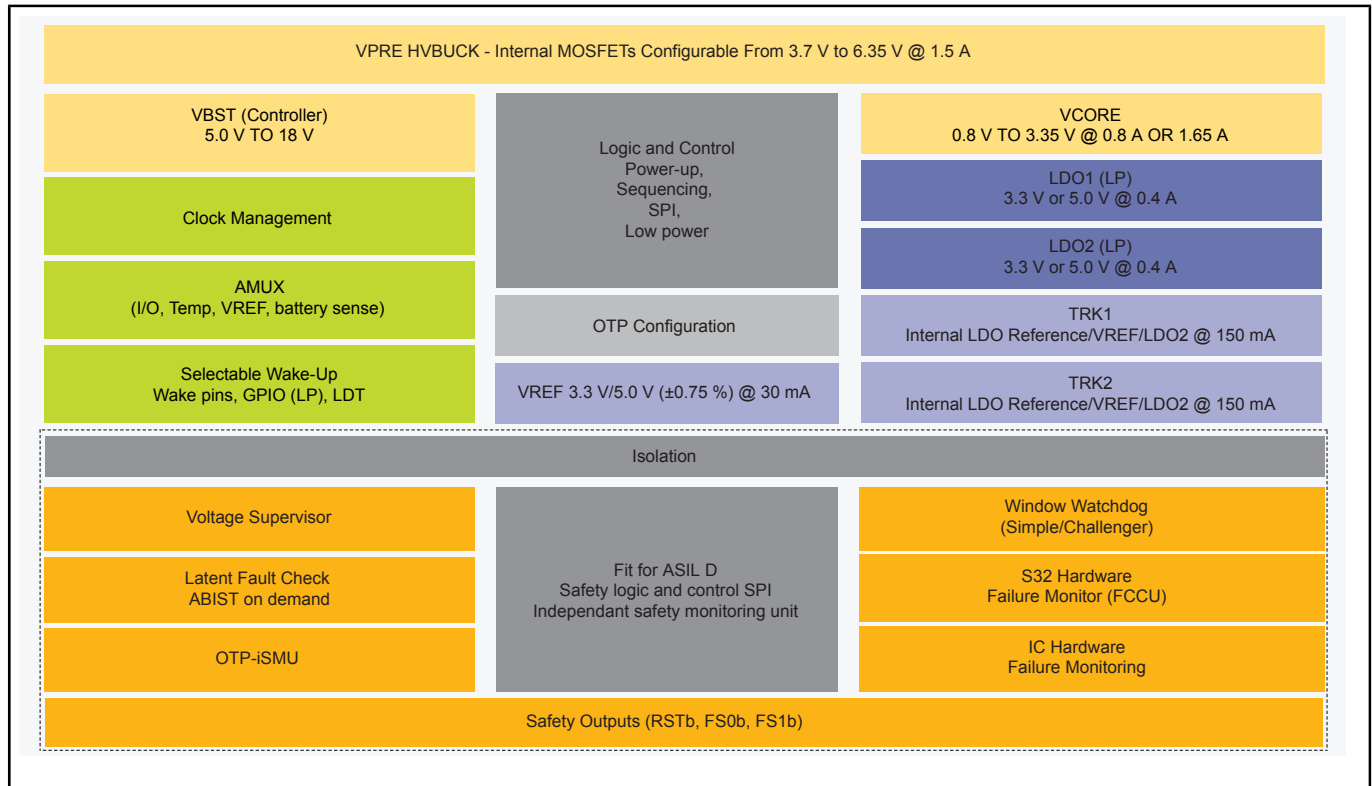 VPRE HVBUCK - Internal MOSFETs Configurable From 3.7 V to 6.35 V @ 1.5 A
VBST (Controller)
5.0 V TO 18 V
Clock Management
AMUX
(I/O, Temp, VREF, battery sense)
Selectable Wake-Up
Wake pins, GPIO (LP), LDT
Logic and Control
Power-up,
Sequencing,
SPI,
Low power
OTP Configuration
VREF 3.3 V/5.0 V (±0.75 %) @ 30 mA
VCORE
0.8 V TO 3.35 V @ 0.8 A OR 1.65 A
LDO1 (LP)
3.3 V or 5.0 V @ 0.4 A
LDO2 (LP)
3.3 V or 5.0 V @ 0.4 A
TRK1
Internal LDO Reference/VREF/LDO2 @ 150 mA
TRK2
Internal LDO Reference/VREF/LDO2 @ 150 mA
Isolation
Voltage Supervisor
Latent Fault Check
ABIST on demand
OTP-iSMU
Fit for ASIL D
Safety logic and control SPI
Independant safety monitoring unit
Window Watchdog
(Simple/Challenger)
S32 Hardware
Failure Monitor (FCCU)
IC Hardware
Failure Monitoring
Safety Outputs (RSTb, FS0b, FS1b)